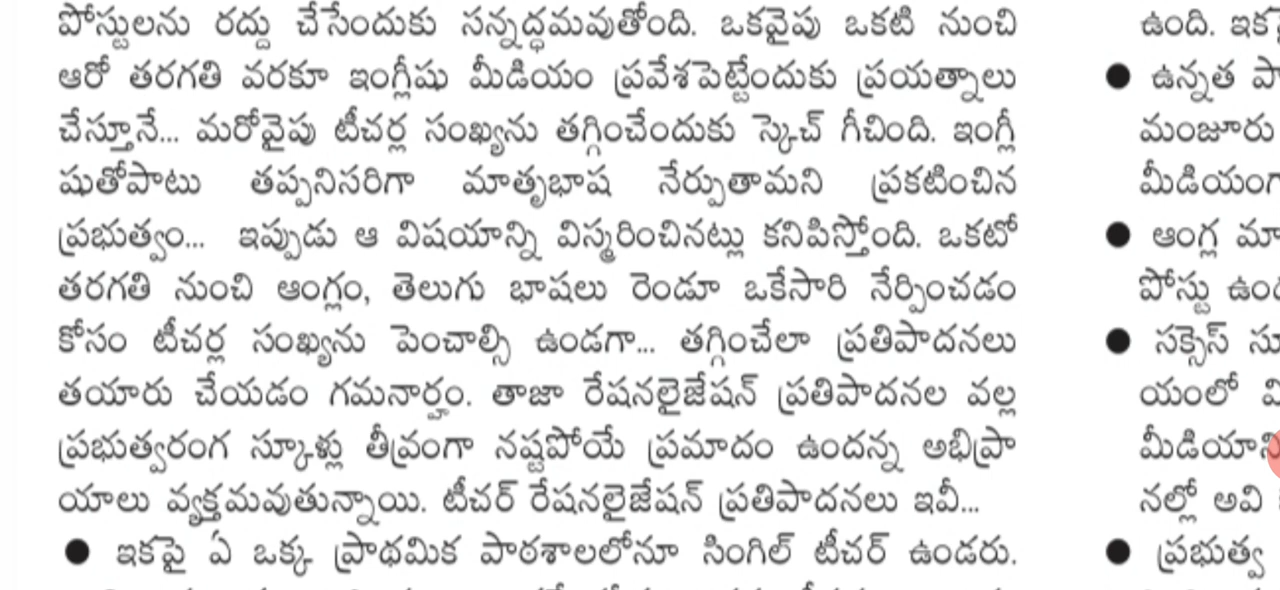 పోస్టులను రద్దు చేసేందుకు సన్నద్ధమవుతోంది. ఒకవైపు ఒకటి నుంచి
ఆరో తరగతి వరకూ ఇంగ్లీషు మీడియం ప్రవేశపెట్టేందుకు ప్రయత్నాలు
చేస్తూనే... మరోవైపు టీచర్ల సంఖ్యను తగ్గించేందుకు స్కెచ్ గీచింది. ఇంగ్లీ
షుతోపాటు తప్పనిసరిగా మాతృభాష నేర్పుతామని ప్రకటించిన
ప్రభుత్వం... ఇప్పుడు ఆ విషయాన్ని విస్మరించినట్లు కనిపిస్తోంది. ఒకటో
తరగతి నుంచి ఆంగ్లం, తెలుగు భాషలు రెండూ ఒకేసారి నేర్పించడం
కోసం టీచర్ల సంఖ్యను పెంచాల్సి ఉండగా... తగ్గించేలా ప్రతిపాదనలు
తయారు చేయడం గమనార్హం. తాజా రేషనలైజేషన్ ప్రతిపాదనల వల్ల
ప్రభుత్వరంగ స్కూళ్లు తీవ్రంగా నష్టపోయే ప్రమాదం ఉందన్న అభిప్రా
యాలు వ్యక్తమవుతున్నాయి. టీచర్ రేషనలైజేషన్ ప్రతిపాదనలు ఇవీ...
● ఇకపై ఏ ఒక్క ప్రాథమిక పాఠశాలలోనూ సింగిల్ టీచర్ ఉండరు.
ఉంది.
● ఉన్నత
మంజూరు
● ఆంగ్ల
పోస్టు
● సక్సెస్
యంలో
నల్లో అవి
● ప్రభుత్వ